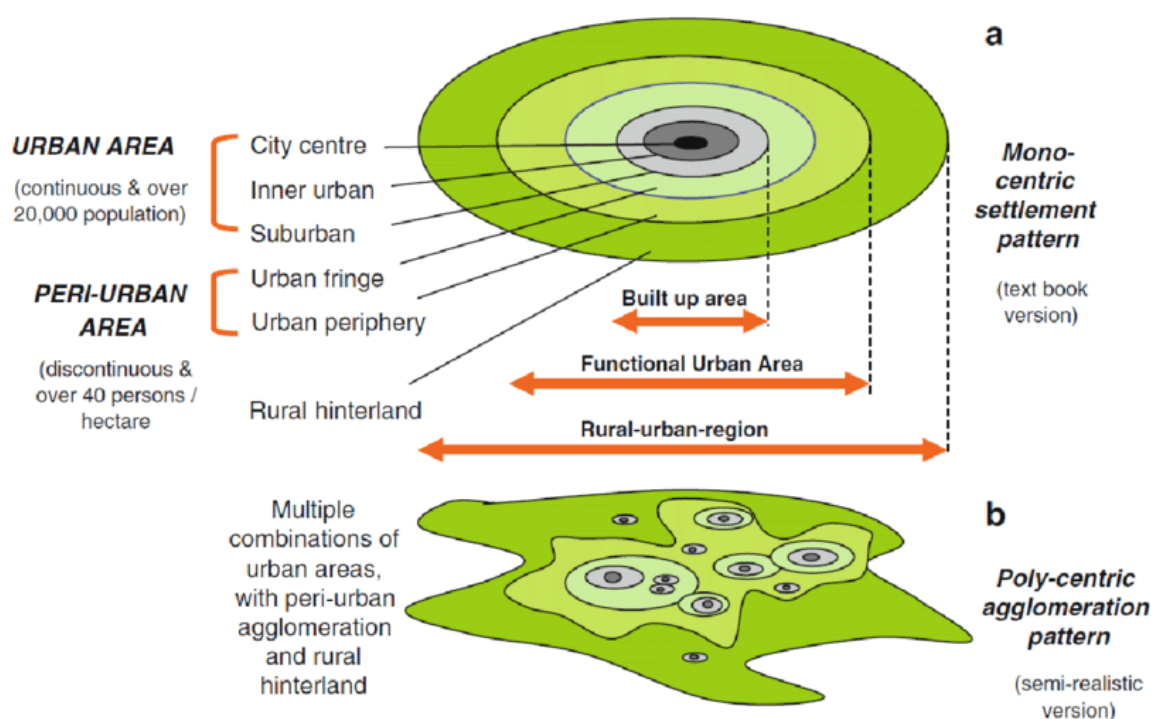 a
URBAN AREA
(continuous & over
20,000 population)
City centre
Inner urban
Suburban
PERI-URBAN
AREA
(discontinuous &
over 40 persons /
hectare
Urban fringe
Urban periphery
Rural hinterland
Built up area
Functional Urban Area
Rural-urban-region
Mono-
centric
settlement
pattern
(text book
version)
Multiple
combinations of
urban areas,
with peri-urban
agglomeration
and rural
hinterland
b
Poly-centric
agglomeration
pattern
(semi-realistic
version)